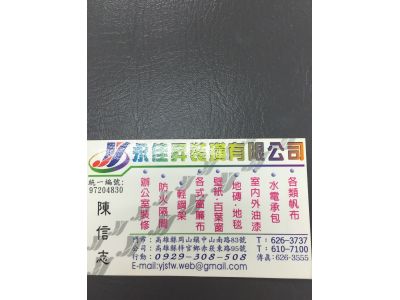 永佳昇裝璜有限公司
統一編號:
97204830
陳信志
各類帆布
水電承包
室內外油漆
地磚·地毯
壁紙·百葉窗
各式窗簾布
輕鋼架
防火隔間
辦公室裝修
門市:高雄縣岡山鎮中山南路83號 T:626-3737
公司:高雄縣梓官鄉赤崁東路95號 T:610-7100
行動:0929-308-508 傳真:626-3555
E-mail:yjstw.web@gmail.com